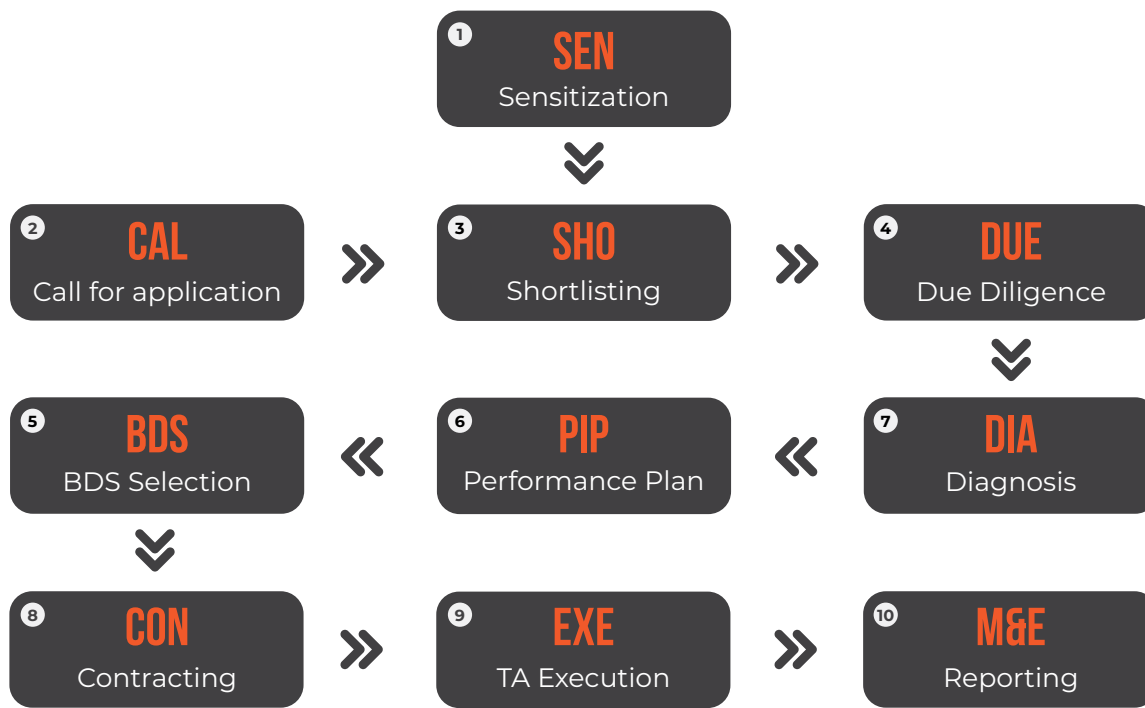 1
SEN
Sensitization
2
CAL
Call for application
3
SHO
Shortlisting
4
DUE
Due Diligence
5
BDS
BDS Selection
6
PIP
Performance Plan
7
DIA
Diagnosis
8
CON
Contracting
9
EXE
TA Execution
10
M&E
Reporting